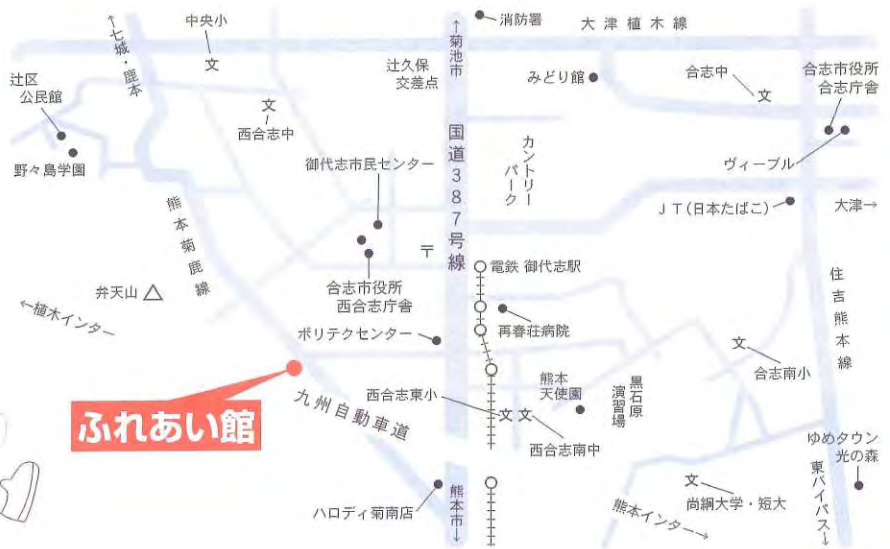 ←七城・鹿本
中央小
文
↑菊池市
消防署
大津植木線
辻区
公民館
辻久保
交差点
みどり館
合志中
文
合志市役所
合志庁舎
文
西合志中
野々島学園
御代志市民センター
国道387号線
カントリー
パーク
ヴィーブル
JT(日本たばこ)
大津→
熊本菊鹿線
〒
電鉄 御代志駅
合志市役所
西合志庁舎
弁天山
←植木インター
再春荘病院
ポリテクセンター
住吉熊本線
文
合志南小
ふれあい館
九州自動車道
西合志東小
文 文
西合志南中
熊本
天使園
黒石原
演習場
ゆめタウン
光の森
ハロディ菊南店
熊本市↓
文
尚綱大学・短大
熊本インター→
東バイパス↓